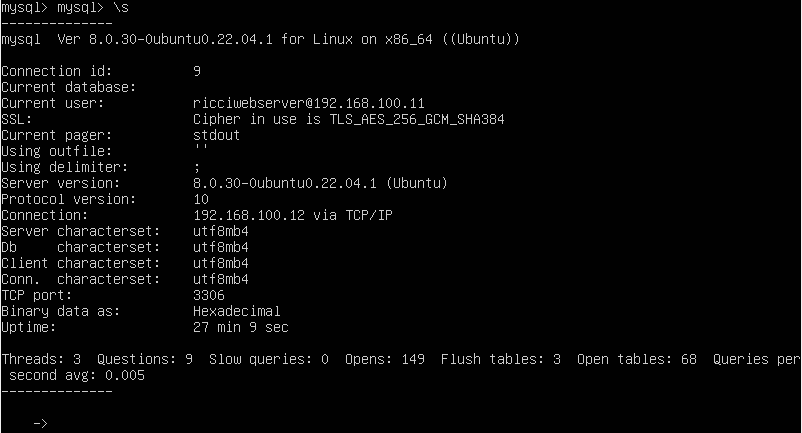 mysql> mysql> \s
--------------
mysql  Ver 8.0.30-0ubuntu0.22.04.1 for Linux on x86_64 ((Ubuntu))

Connection id:          9
Current database:
Current user:           ricciwebserver@192.168.100.11
SSL:                    Cipher in use is TLS_AES_256_GCM_SHA384
Current pager:          stdout
Using outfile:          ''
Using delimiter:        ;
Server version:         8.0.30-0ubuntu0.22.04.1 (Ubuntu)
Protocol version:       10
Connection:             192.168.100.12 via TCP/IP
Server characterset:    utf8mb4
Db     characterset:    utf8mb4
Client characterset:    utf8mb4
Conn.  characterset:    utf8mb4
TCP port:               3306
Binary data as:         Hexadecimal
Uptime:                 27 min 9 sec

Threads: 3  Questions: 9  Slow queries: 0  Opens: 149  Flush tables: 3  Open tables: 68  Queries per
 second avg: 0.005
--------------

    ->